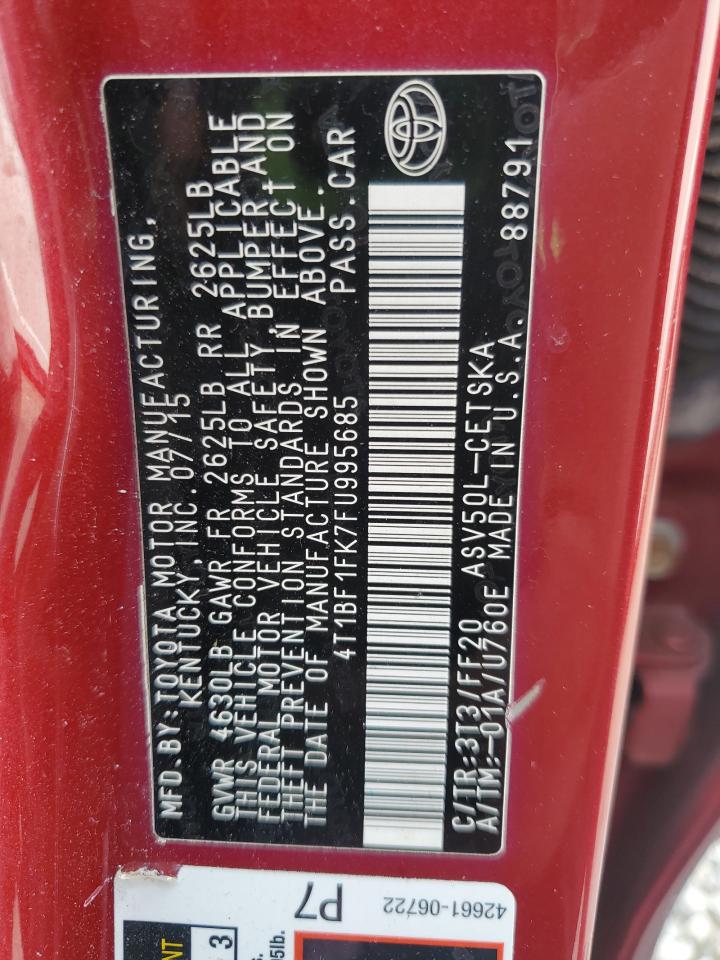 MFD.BY:TOYOTA MOTOR MANUFACTURING,
KENTUCKY,INC.07/15
GVWR 4630LB GAWR FR 2625LB RR 2625LB
THIS VEHICLE CONFORMS TO ALL APPLICABLE
FEDERAL MOTOR VEHICLE SAFETY,BUMPER,AND
THEFT PREVENTION STANDARDS IN EFFECT ON
THE DATE OF MANUFACTURE SHOWN ABOVE.
4T1BF1FK7FU995685 PASS.CAR
C/TR:3T3/FF20 ASV50L-CETSKA
A/TM:-01A/U760E MADE IN U.S.A. 88791
P7
42661-06722
3